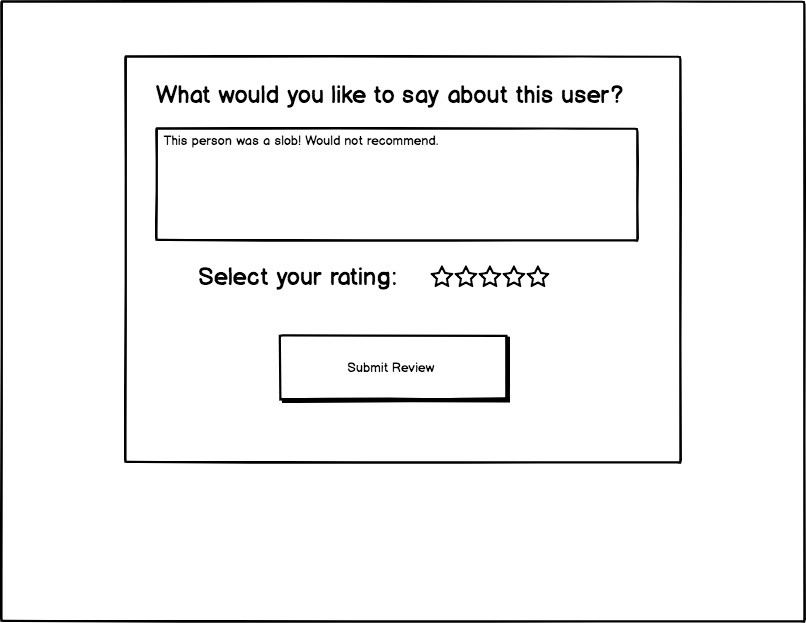 What would you like to say about this user?
This person was a slob! Would not recommend.
Select your rating:
Submit Review